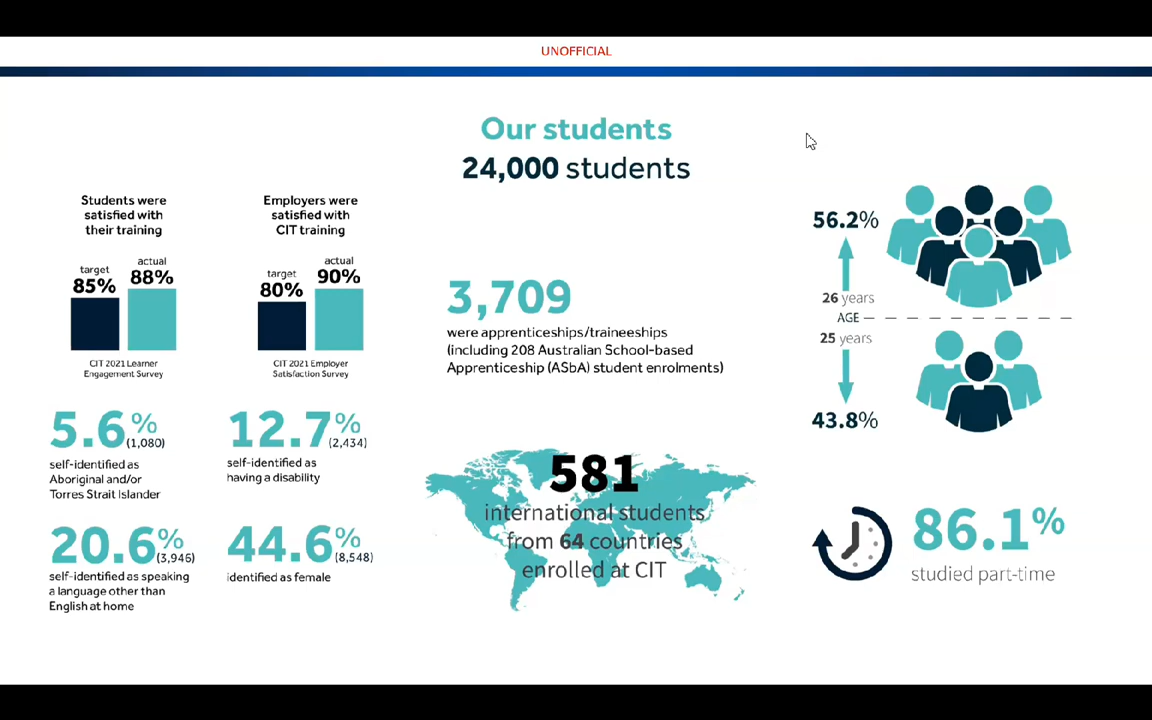 UNOFFICIAL
Our students
24,000 students
Students were
satisfied with
their training
target
85%
actual
88%
CIT 2021 Learner
Engagement Survey
Employers were
satisfied with
CIT training
target
80%
actual
90%
CIT 2021 Employer
Satisfaction Survey
5.6%
(1,080)
self-identified as
Aboriginal and/or
Torres Strait Islander
12.7%
(2,434)
self-identified as
having a disability
20.6%
(3,946)
self-identified as speaking
a language other than
English at home
44.6%
(8,548)
identified as female
3,709
were apprenticeships/traineeships
(including 208 Australian School-based
Apprenticeship (ASbA) student enrolments)
581
international students
from 64 countries
enrolled at CIT
56.2%
26 years
AGE
25 years
43.8%
86.1%
studied part-time